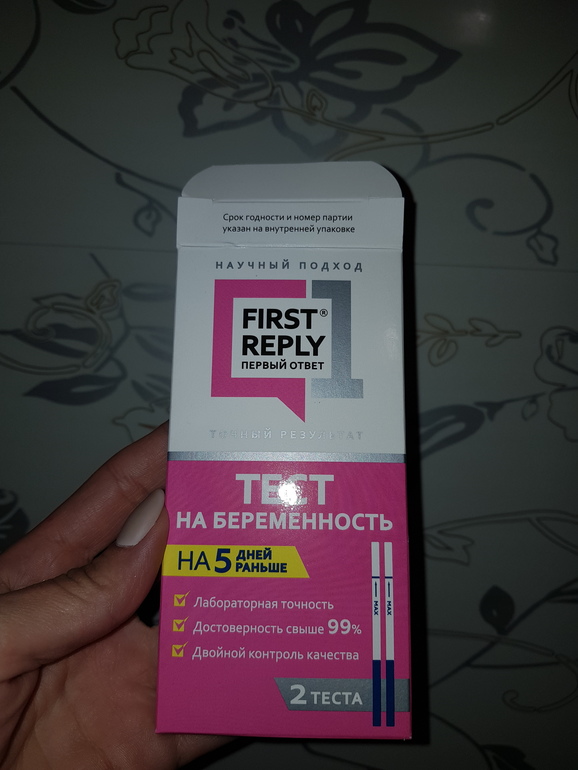 Срок годности и номер партии
указан на внутренней упаковке
НАУЧНЫЙ ПОДХОД
1
FIRST®
REPLY
ПЕРВЫЙ ОТВЕТ
ТОЧНЫЙ РЕЗУЛЬТАТ
ТЕСТ
НА БЕРЕМЕННОСТЬ
НА 5 ДНЕЙ
РАНЬШЕ
Лабораторная точность
Достоверность свыше 99%
Двойной контроль качества
MAX
MAX
2 ТЕСТА